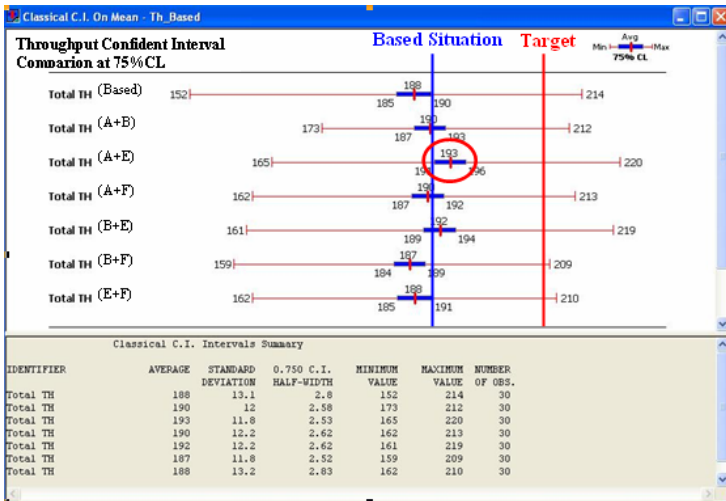 Classical C.I. On Mean - Th_Based
Throughput Confident Interval
Comparion at 75%CL
Based Situation
Target
Avg
Min Max
75% CL
Total TH (Based) 152 188 185 190 214
Total TH (A+B) 173 190 187 193 212
Total TH (A+E) 165 193 196 220
Total TH (A+F) 162 190 187 192 213
Total TH (B+E) 161 192 189 194 219
Total TH (B+F) 159 187 184 189 209
Total TH (E+F) 162 188 185 191 210
Classical C.I. Intervals Summary
IDENTIFIER AVERAGE STANDARD 0.750 C.I. MINIMUM MAXIMUM NUMBER
DEVIATION HALF-WIDTH VALUE VALUE OF OBS.
Total TH 188 13.1 2.8 152 214 30
Total TH 190 12 2.58 173 212 30
Total TH 193 11.8 2.53 165 220 30
Total TH 190 12.2 2.62 162 213 30
Total TH 192 12.2 2.62 161 219 30
Total TH 187 11.8 2.52 159 209 30
Total TH 188 13.2 2.83 162 210 30